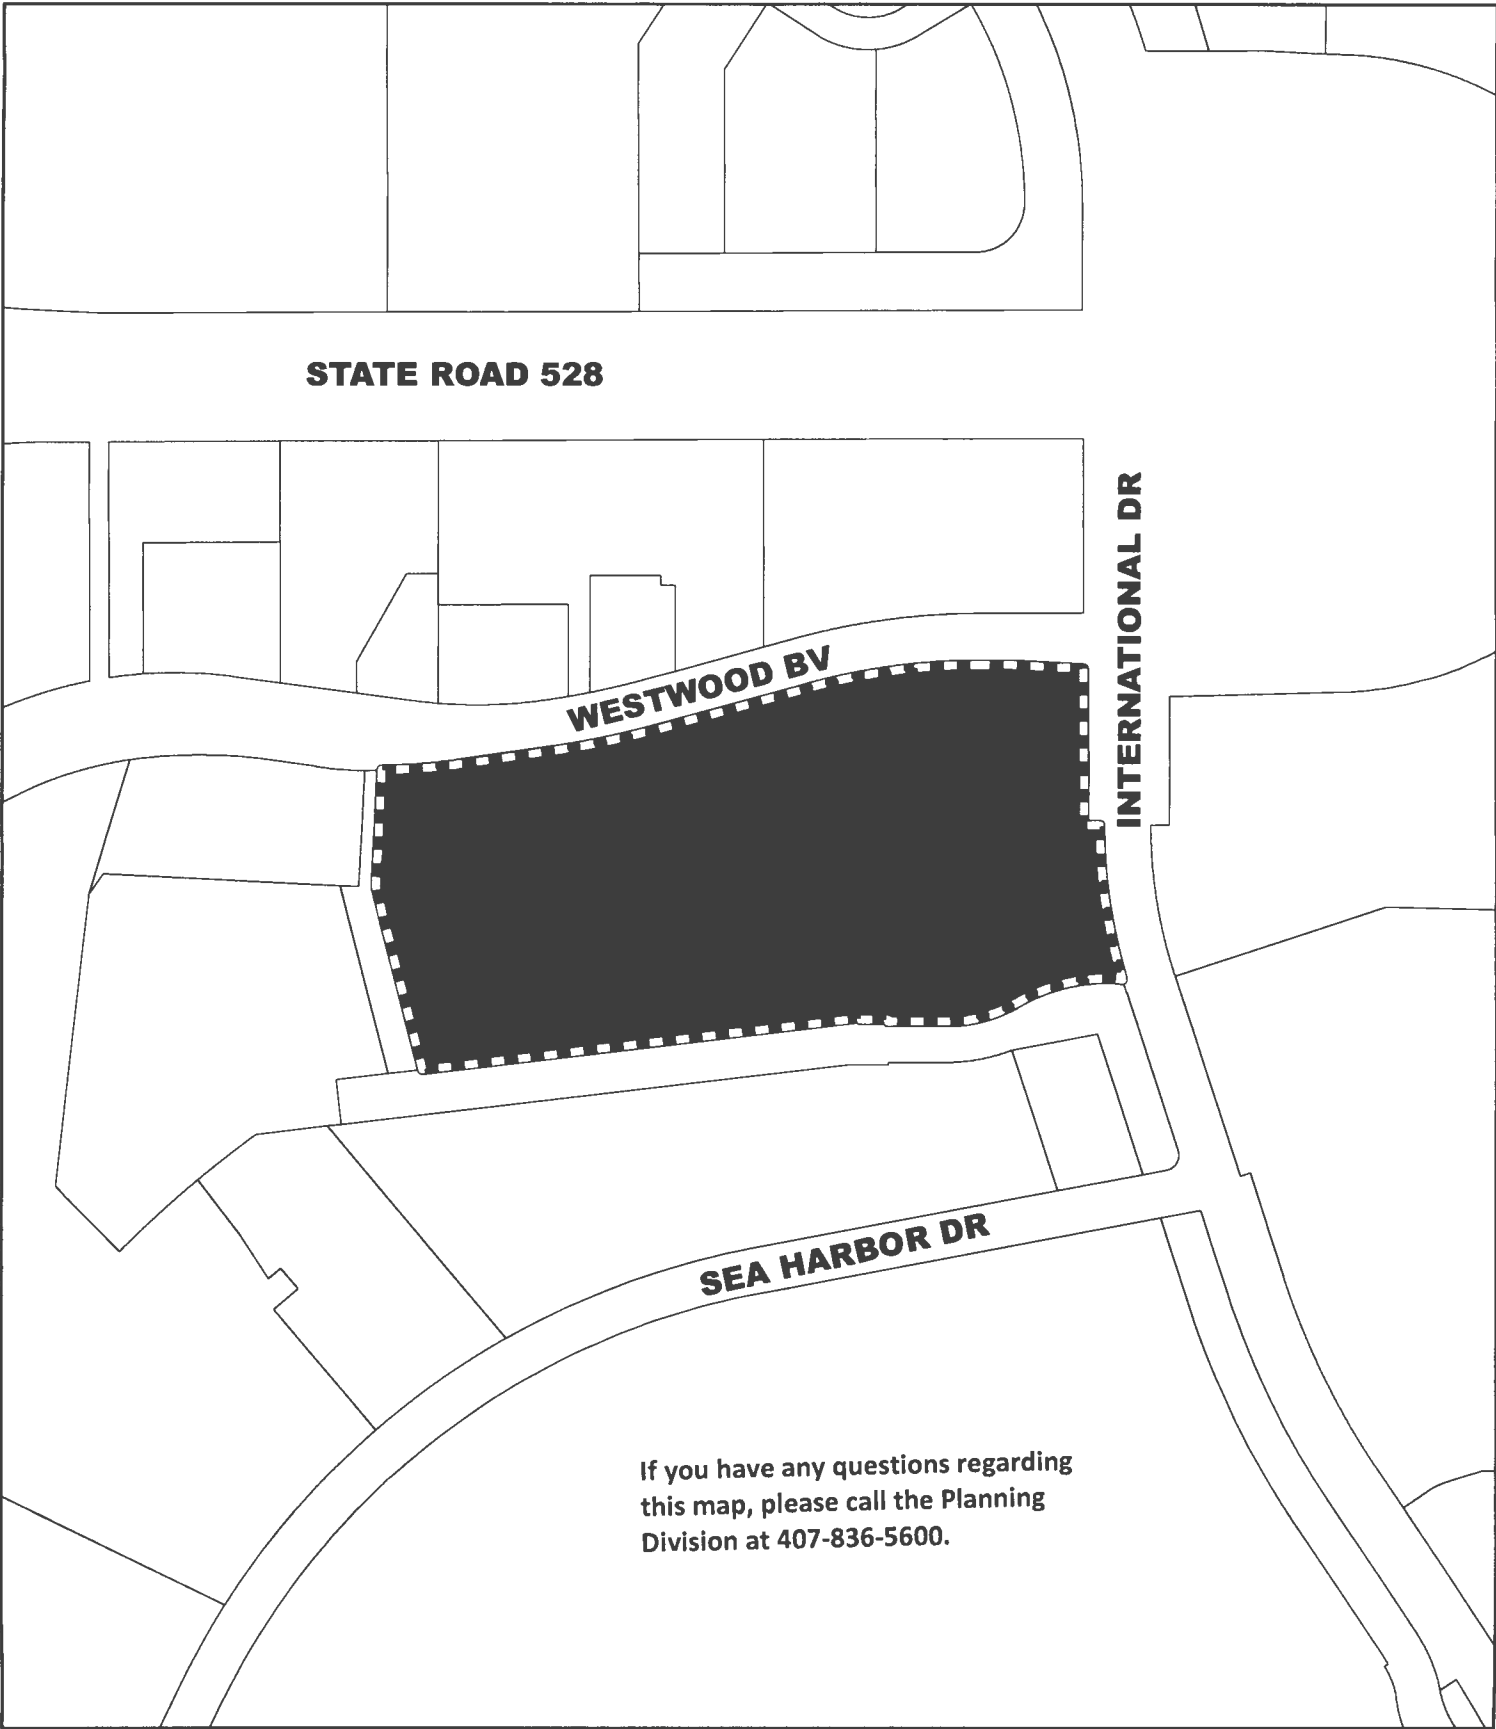 STATE ROAD 528
INTERNATIONAL DR
WESTWOOD BV
SEA HARBOR DR
If you have any questions regarding
this map, please call the Planning
Division at 407-836-5600.